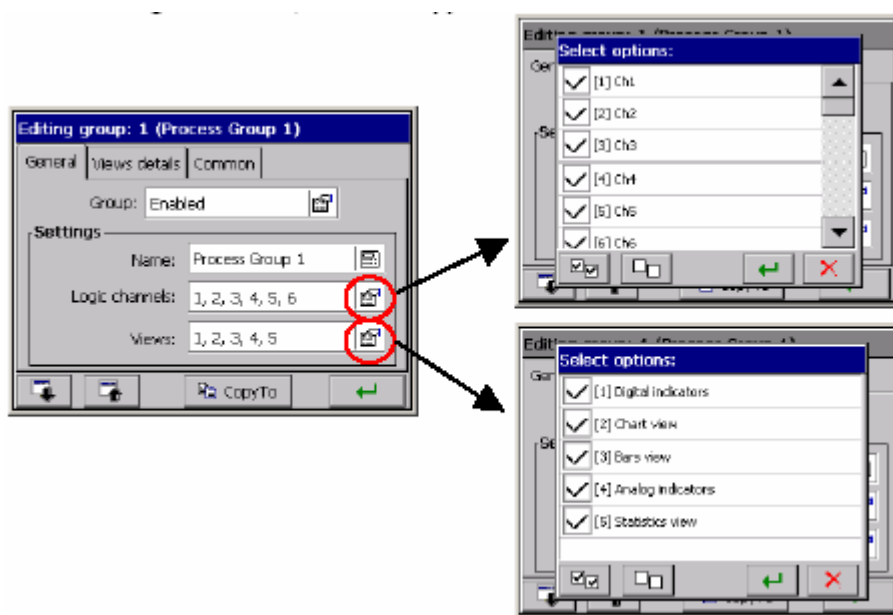 Editing group: 1 (Process Group 1)
General Views details Common
Group: Enabled
Settings
Name: Process Group 1
Logic channels: 1, 2, 3, 4, 5, 6
Views: 1, 2, 3, 4, 5
CopyTo
Select options:
[1] Ch1
[2] Ch2
[3] Ch3
[4] Ch4
[5] Ch5
[6] Ch6
Select options:
[1] Digital indicators
[2] Chart view
[3] Bars view
[4] Analog indicators
[5] Statistics view